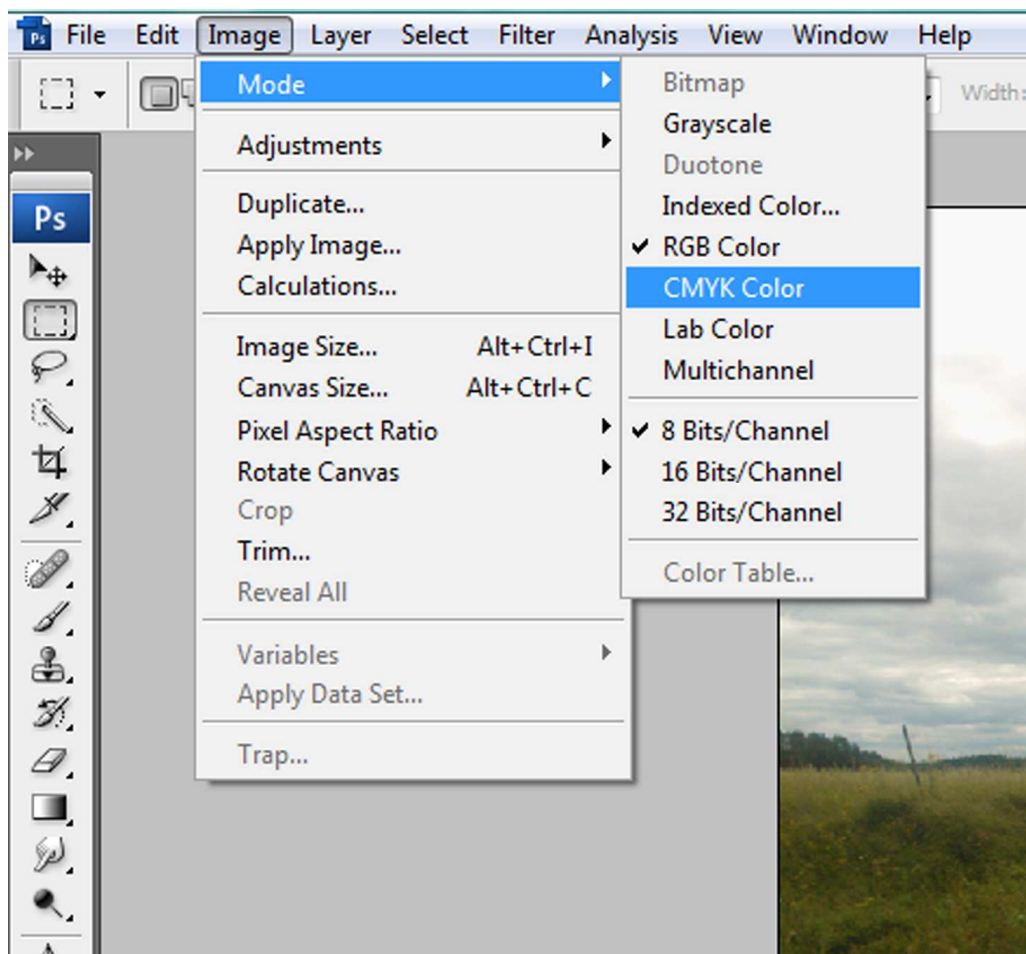 Ps File Edit Image Layer Select Filter Analysis View Window Help
Width:
Ps
Mode
Adjustments
Duplicate...
Apply Image...
Calculations...
Image Size... Alt+Ctrl+I
Canvas Size... Alt+Ctrl+C
Pixel Aspect Ratio
Rotate Canvas
Crop
Trim...
Reveal All
Variables
Apply Data Set...
Trap...
Bitmap
Grayscale
Duotone
Indexed Color...
RGB Color
CMYK Color
Lab Color
Multichannel
8 Bits/Channel
16 Bits/Channel
32 Bits/Channel
Color Table...